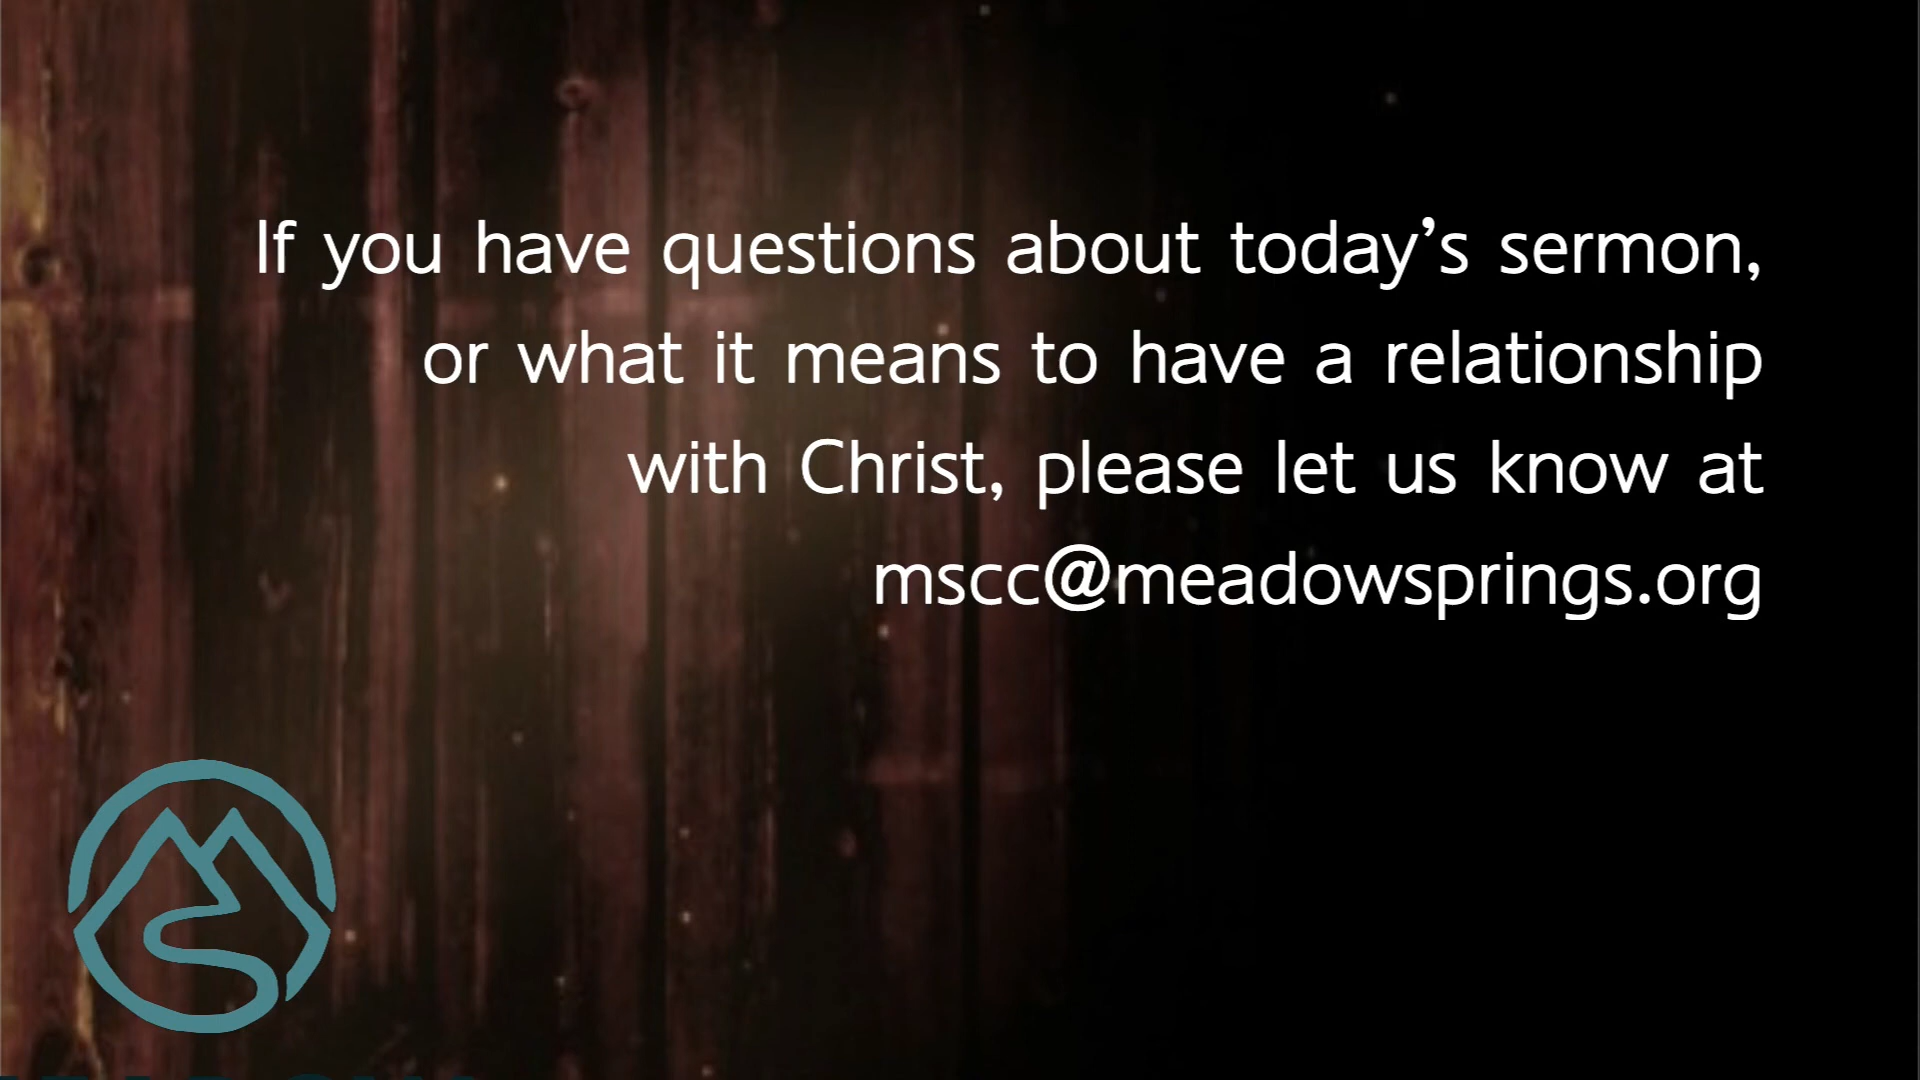 If you have questions about today’s sermon,
or what it means to have a relationship
with Christ, please let us know at
mscc@meadowsprings.org